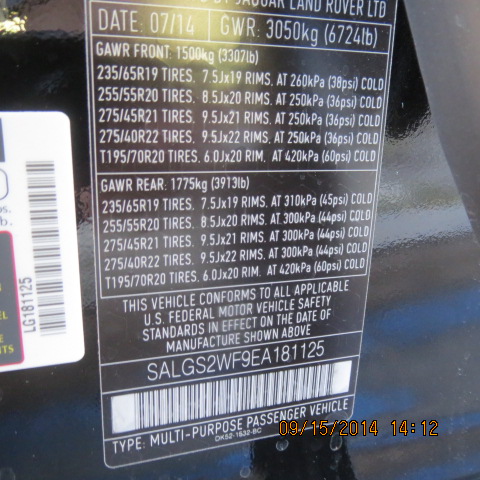 JAGUAR LAND ROVER LTD
DATE: 07/14 GWR: 3050kg (6724lb)
GAWR FRONT: 1500kg (3307lb)
235/65R19 TIRES. 7.5Jx19 RIMS. AT 260kPa (38psi) COLD
255/55R20 TIRES. 8.5Jx20 RIMS. AT 250kPa (36psi) COLD
275/45R21 TIRES. 9.5Jx21 RIMS. AT 250kPa (36psi) COLD
275/40R22 TIRES. 9.5Jx22 RIMS. AT 250kPa (36psi) COLD
T195/70R20 TIRES. 6.0Jx20 RIM. AT 420kPa (60psi) COLD
GAWR REAR: 1775kg (3913lb)
235/65R19 TIRES. 7.5Jx19 RIMS. AT 310kPa (45psi) COLD
255/55R20 TIRES. 8.5Jx20 RIMS. AT 300kPa (44psi) COLD
275/45R21 TIRES. 9.5Jx21 RIMS. AT 300kPa (44psi) COLD
275/40R22 TIRES. 9.5Jx22 RIMS. AT 300kPa (44psi) COLD
T195/70R20 TIRES. 6.0Jx20 RIM. AT 420kPa (60psi) COLD
THIS VEHICLE CONFORMS TO ALL APPLICABLE
U.S. FEDERAL MOTOR VEHICLE SAFETY
STANDARDS IN EFFECT ON THE DATE OF
MANUFACTURE SHOWN ABOVE
SALGS2WF9EA181125
TYPE: MULTI-PURPOSE PASSENGER VEHICLE
DK52-1532-BC
LG181125
09/15/2014 14:12